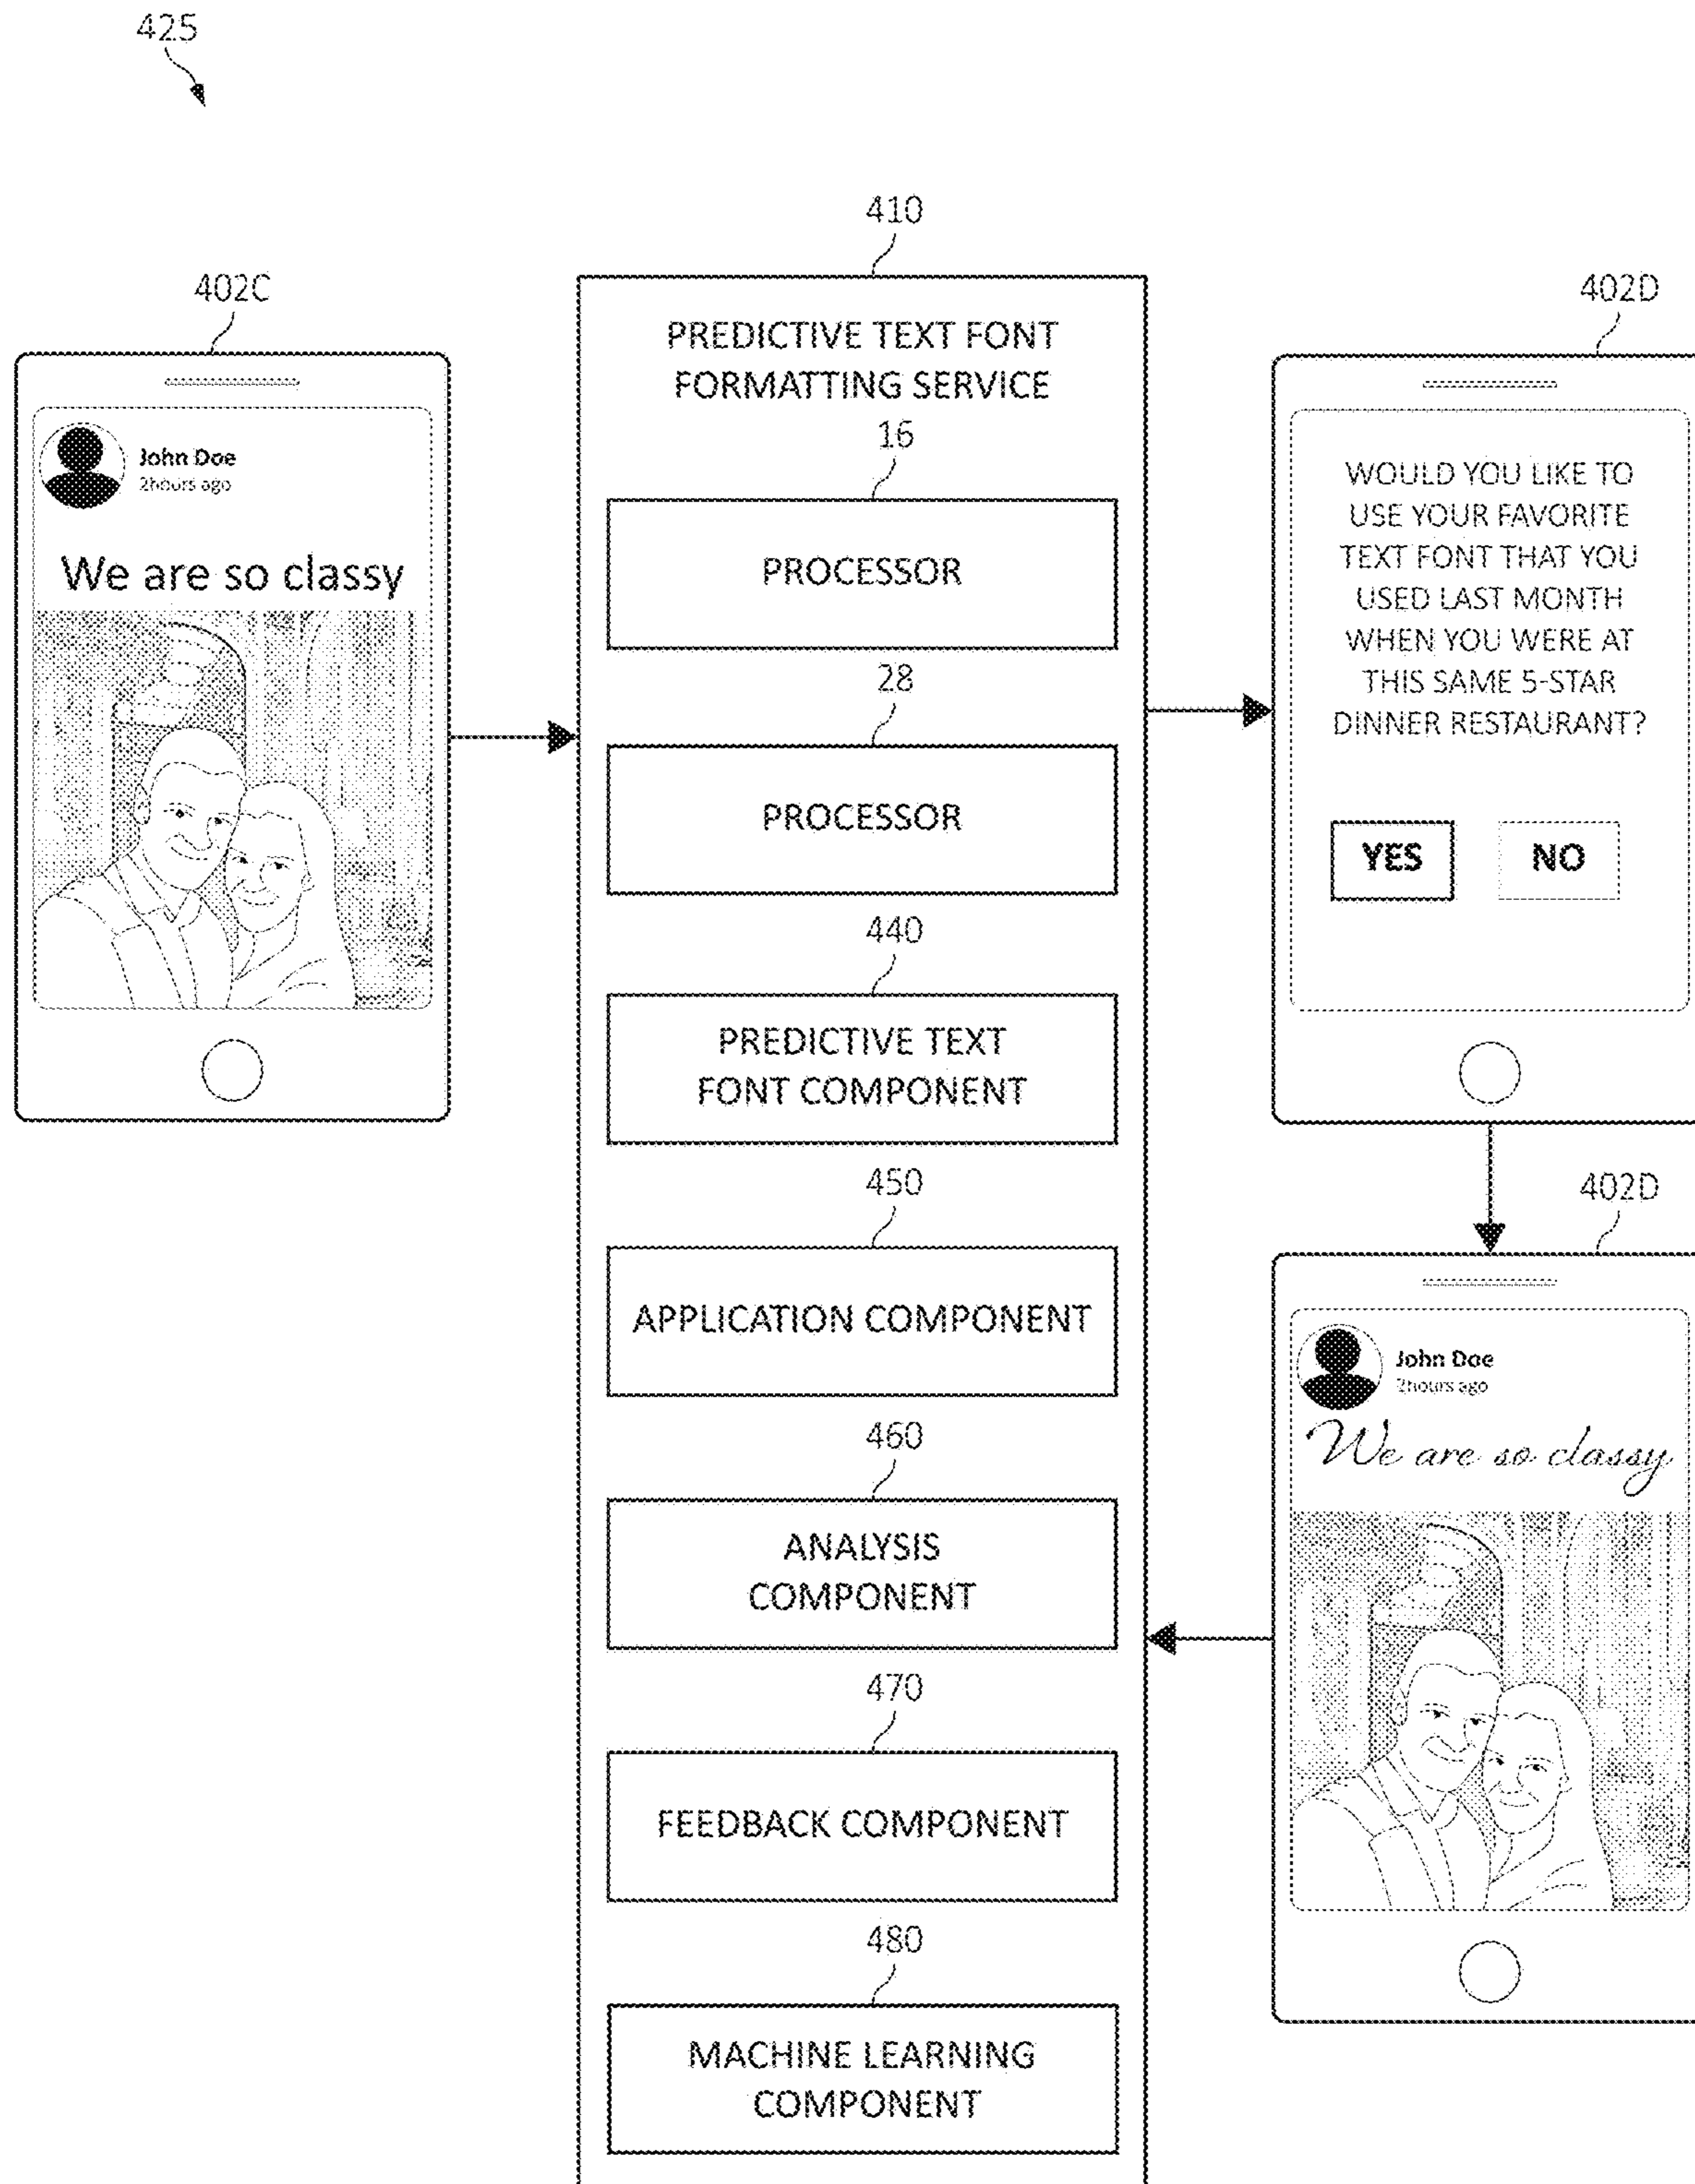 425
402C
John Doe
2hours ago
We are so classy
410
PREDICTIVE TEXT FONT
FORMATTING SERVICE
16
PROCESSOR
28
PROCESSOR
440
PREDICTIVE TEXT
FONT COMPONENT
450
APPLICATION COMPONENT
460
ANALYSIS
COMPONENT
470
FEEDBACK COMPONENT
480
MACHINE LEARNING
COMPONENT
402D
WOULD YOU LIKE TO
USE YOUR FAVORITE
TEXT FONT THAT YOU
USED LAST MONTH
WHEN YOU WERE AT
THIS SAME 5-STAR
DINNER RESTAURANT?
YES
NO
402D
John Doe
2hours ago
We are so classy